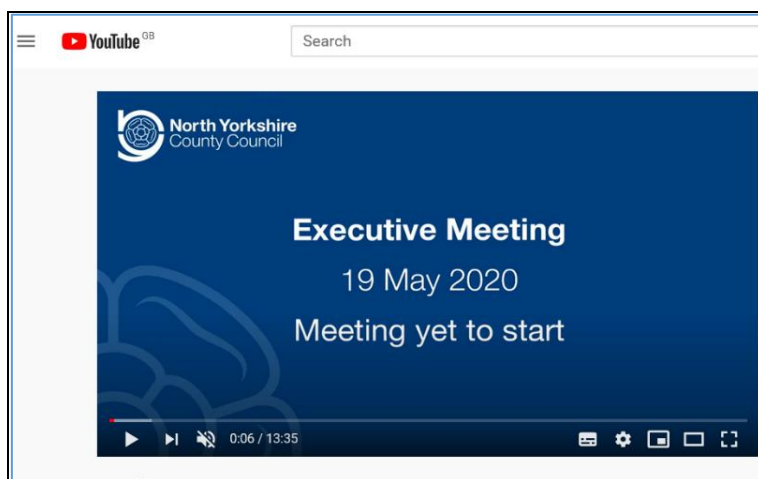 YouTube GB
Search
North Yorkshire
County Council
Executive Meeting
19 May 2020
Meeting yet to start
0:06 / 13:35